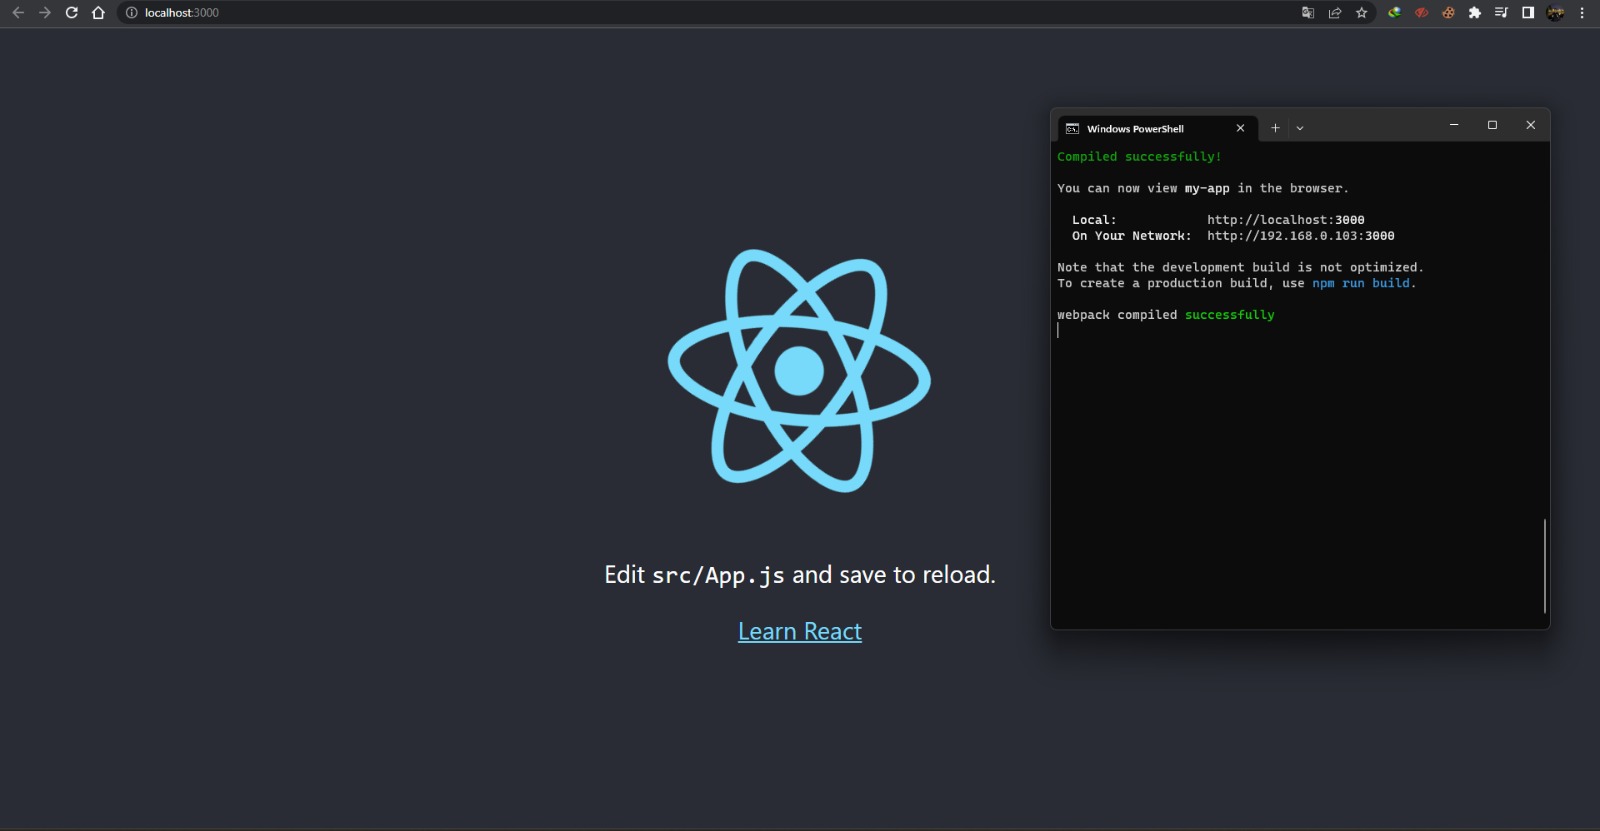 localhost:3000
Windows PowerShell
Compiled successfully!
You can now view my-app in the browser.
Local: http://localhost:3000
On Your Network: http://192.168.0.103:3000
Note that the development build is not optimized.
To create a production build, use npm run build.
webpack compiled successfully
Edit src/App.js and save to reload.
Learn React